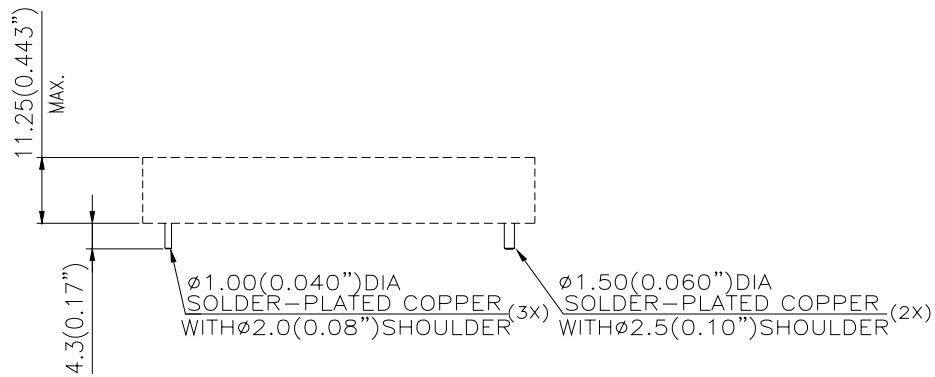 11.25(0.443")
MAX.
4.3(0.17")
ø1.00(0.040")DIA
SOLDER-PLATED COPPER (3X)
WITHø2.0(0.08")SHOULDER
ø1.50(0.060")DIA
SOLDER-PLATED COPPER (2X)
WITHø2.5(0.10")SHOULDER